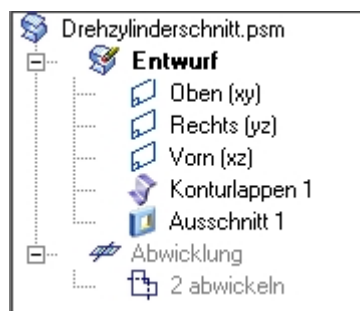 Drehzylinderschnitt.psm
Entwurf
Oben (xy)
Rechts (yz)
Vorn (xz)
Konturlappen 1
Ausschnitt 1
Abwicklung
2 abwickeln